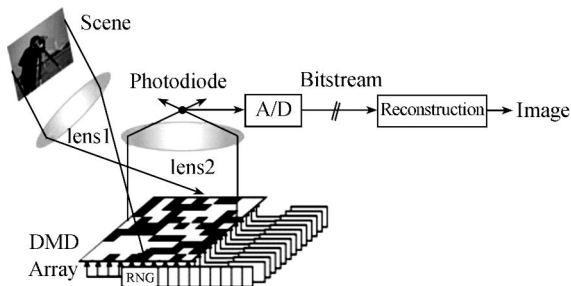 Scene
Photodiode
Bitstream
A/D
Reconstruction
Image
lens1
lens2
DMD
Array
RNG